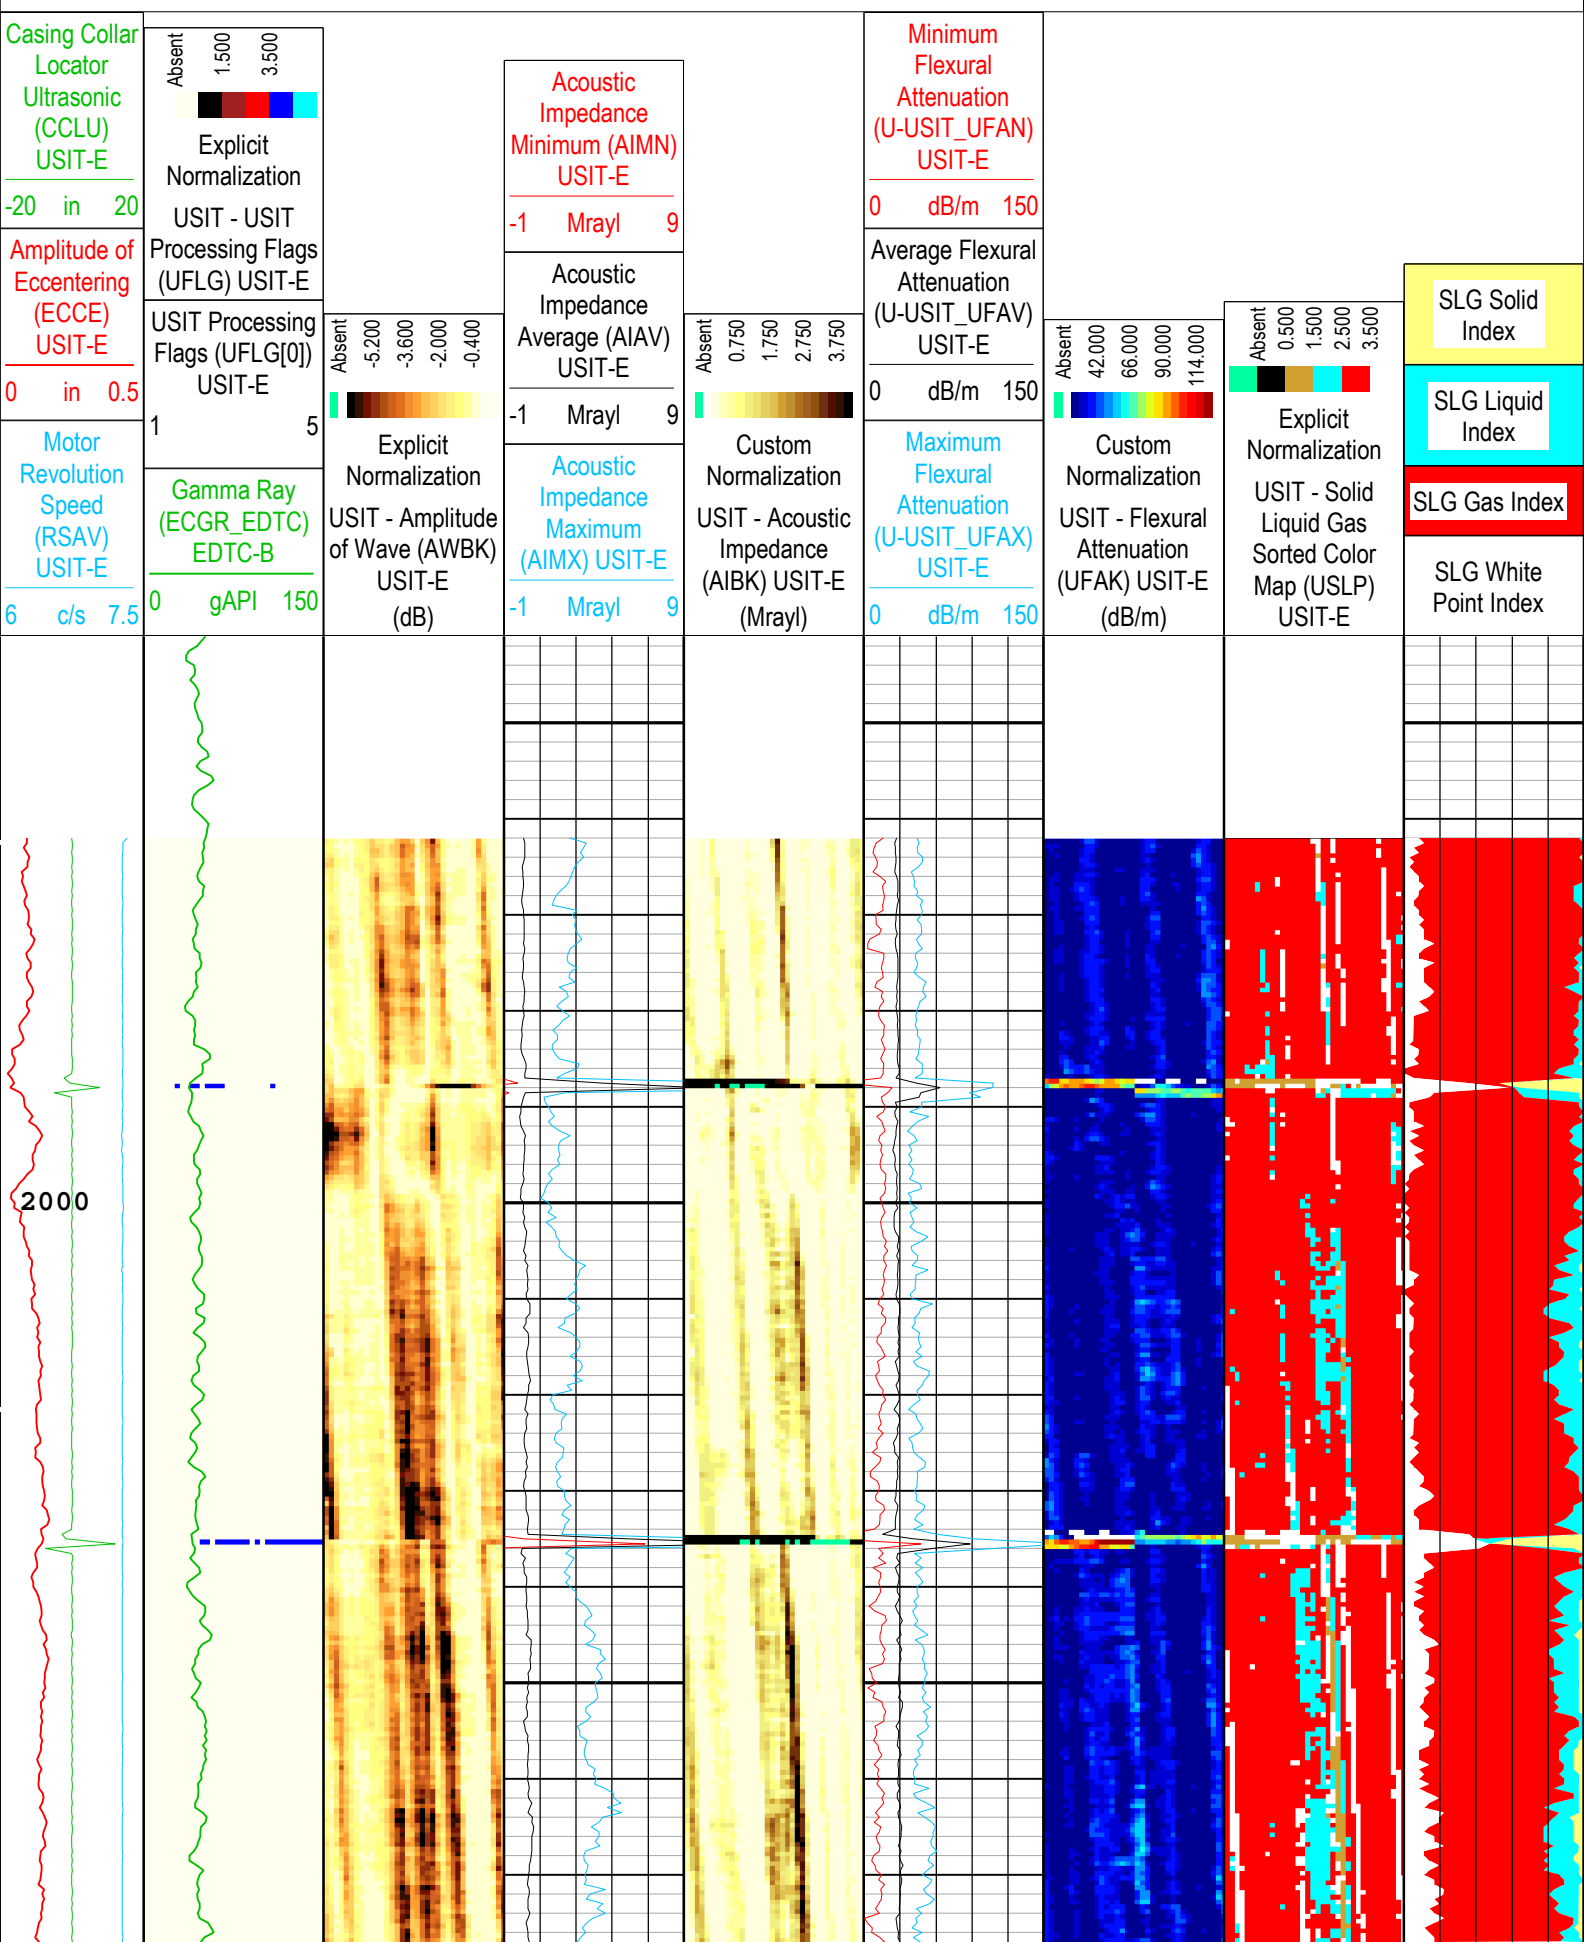 Casing Collar
Locator
Ultrasonic
(CCLU)
USIT-E
-20 in 20
Amplitude of
Eccentering
(ECCE)
USIT-E
0 in 0.5
Motor
Revolution
Speed
(RSAV)
USIT-E
6 c/s 7.5
Absent
1.500
3.500
Explicit
Normalization
USIT - USIT
Processing Flags
(UFLG) USIT-E
USIT Processing
Flags (UFLG[0])
USIT-E
1 5
Gamma Ray
(ECGR_EDTC)
EDTC-B
0 gAPI 150
Absent
-5.200
-3.600
-2.000
-0.400
Explicit
Normalization
USIT - Amplitude
of Wave (AWBK)
USIT-E
(dB)
Acoustic
Impedance
Minimum (AIMN)
USIT-E
-1 Mrayl 9
Acoustic
Impedance
Average (AIAV)
USIT-E
-1 Mrayl 9
Acoustic
Impedance
Maximum
(AIMX) USIT-E
-1 Mrayl 9
Absent
0.750
1.750
2.750
3.750
Custom
Normalization
USIT - Acoustic
Impedance
(AIBK) USIT-E
(Mrayl)
Minimum
Flexural
Attenuation
(U-USIT_UFAN)
USIT-E
0 dB/m 150
Average Flexural
Attenuation
(U-USIT_UFAV)
USIT-E
0 dB/m 150
Maximum
Flexural
Attenuation
(U-USIT_UFAX)
USIT-E
0 dB/m 150
Absent
42.000
66.000
90.000
114.000
Custom
Normalization
USIT - Flexural
Attenuation
(UFAK) USIT-E
(dB/m)
Absent
0.500
1.500
2.500
3.500
Explicit
Normalization
USIT - Solid
Liquid Gas
Sorted Color
Map (USLP)
USIT-E
SLG Solid
Index
SLG Liquid
Index
SLG Gas Index
SLG White
Point Index
2000